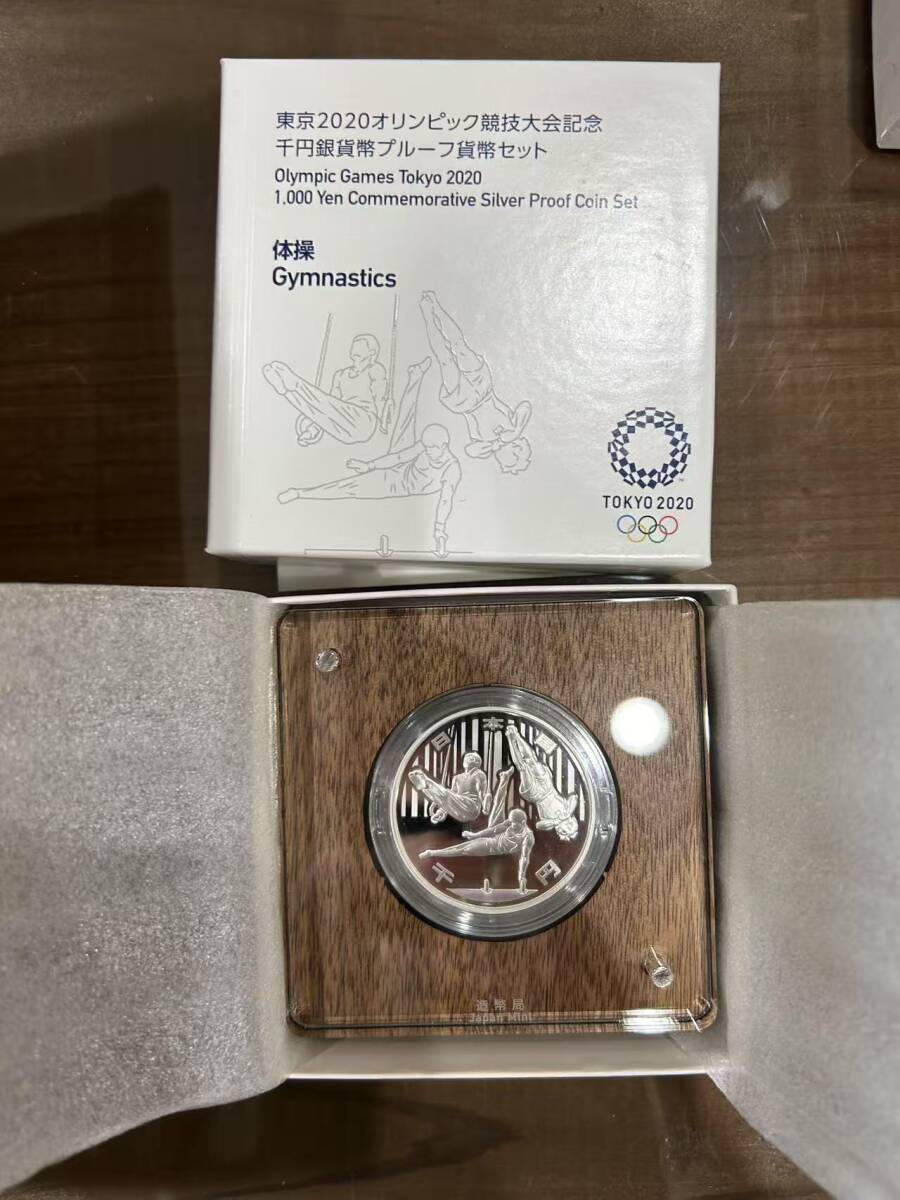 東京2020オリンピック競技大会記念
千円銀貨幣プルーフ貨幣セット
Olympic Games Tokyo 2020
1,000 Yen Commemorative Silver Proof Coin Set
体操
Gymnastics
TOKYO 2020
日本国
千円
造幣局
Japan Mint